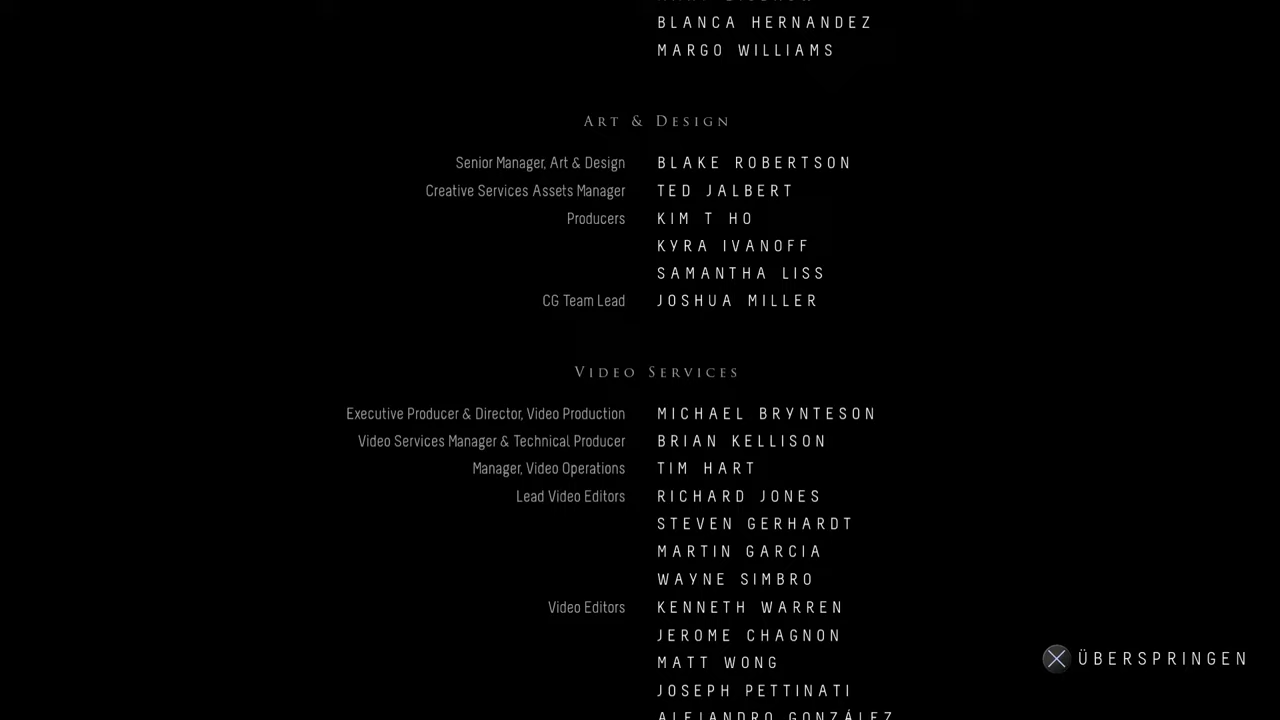 BLANCA HERNANDEZ
MARGO WILLIAMS
ART & DESIGN
Senior Manager, Art & Design BLAKE ROBERTSON
Creative Services Assets Manager TED JALBERT
Producers KIM T HO
KYRA IVANOFF
SAMANTHA LISS
CG Team Lead JOSHUA MILLER
VIDEO SERVICES
Executive Producer & Director, Video Production MICHAEL BRYNTESON
Video Services Manager & Technical Producer BRIAN KELLISON
Manager, Video Operations TIM HART
Lead Video Editors RICHARD JONES
STEVEN GERHARDT
MARTIN GARCIA
WAYNE SIMBRO
Video Editors KENNETH WARREN
JEROME CHAGNON
MATT WONG
ÜBERSPRINGEN
JOSEPH PETTINATI
ALEJANDRO GONZÁLEZ